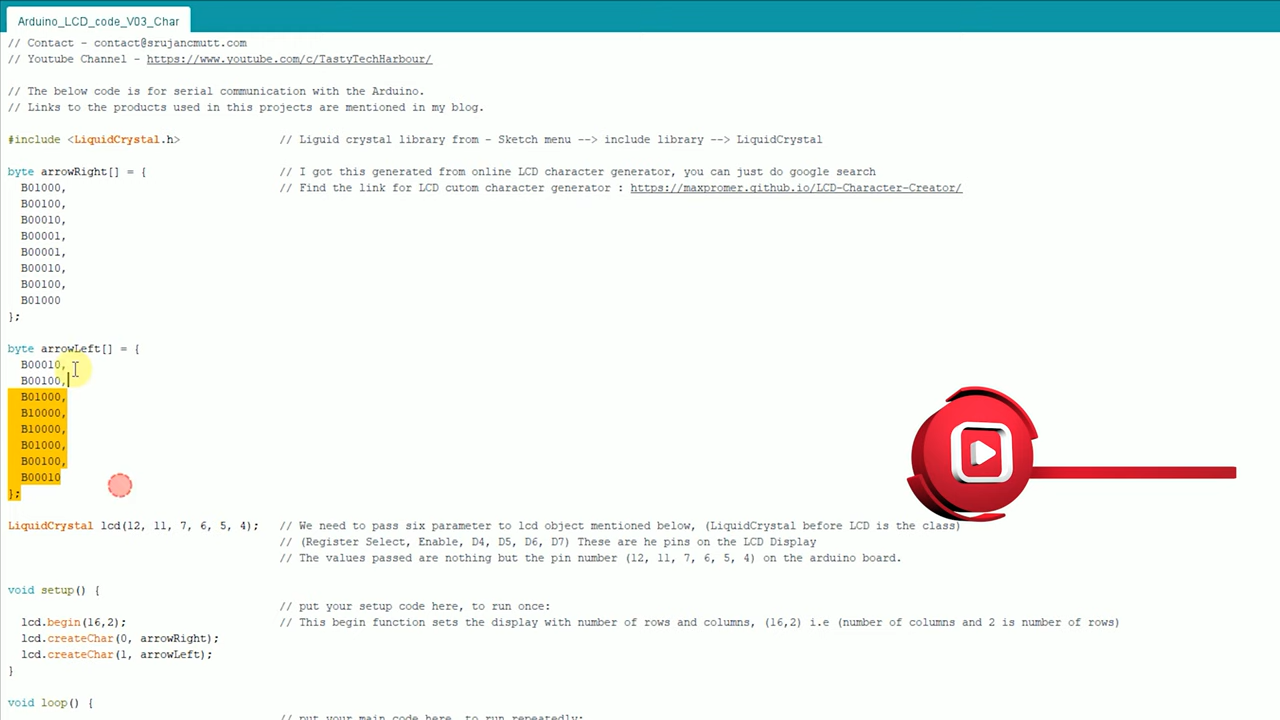 Arduino_LCD_code_V03_Char
// Contact - contact@srujancmutt.com
// Youtube Channel - https://www.youtube.com/c/TastyTechHarbour/
// The below code is for serial communication with the Arduino.
// Links to the products used in this projects are mentioned in my blog.
#include <LiquidCrystal.h> // Liguid crystal library from - Sketch menu --> include library --> LiquidCrystal
byte arrowRight[] = { // I got this generated from online LCD character generator, you can just do google search
B01000, // Find the link for LCD cutom character generator : https://maxpromer.github.io/LCD-Character-Creator/
B00100,
B00010,
B00001,
B00001,
B00010,
B00100,
B01000
};
byte arrowLeft[] = {
B00010,
B00100,
B01000,
B10000,
B10000,
B01000,
B00100,
B00010
};
LiquidCrystal lcd(12, 11, 7, 6, 5, 4); // We need to pass six parameter to lcd object mentioned below, (LiquidCrystal before LCD is the class)
// (Register Select, Enable, D4, D5, D6, D7) These are he pins on the LCD Display
// The values passed are nothing but the pin number (12, 11, 7, 6, 5, 4) on the arduino board.
void setup() {
// put your setup code here, to run once:
lcd.begin(16,2); // This begin function sets the display with number of rows and columns, (16,2) i.e (number of columns and 2 is number of rows)
lcd.createChar(0, arrowRight);
lcd.createChar(1, arrowLeft);
}
void loop() {
// put your main code here, to run repeatedly: